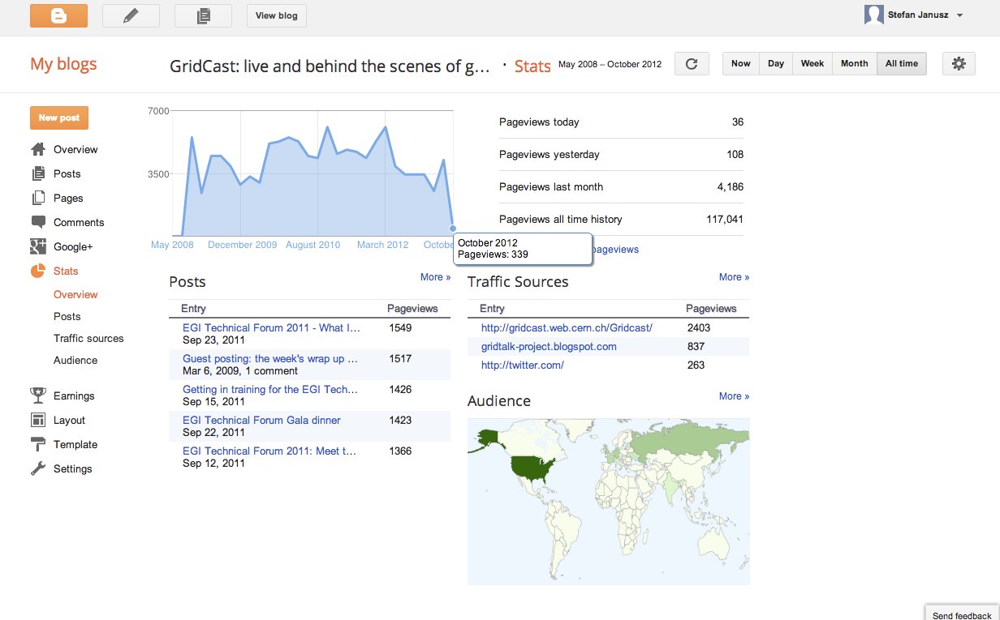 View blog
Stefan Janusz
My blogs
GridCast: live and behind the scenes of g... · Stats May 2008 – October 2012
Now Day Week Month All time
New post
Overview
Posts
Pages
Comments
Google+
Stats
Overview
Posts
Traffic sources
Audience
Earnings
Layout
Template
Settings
7000
3500
May 2008 December 2009 August 2010 March 2012 Octobe
October 2012
Pageviews: 339
Pageviews today 36
Pageviews yesterday 108
Pageviews last month 4,186
Pageviews all time history 117,041
pageviews
Posts More »
Entry Pageviews
EGI Technical Forum 2011 - What I... 1549
Sep 23, 2011
Guest posting: the week's wrap up ... 1517
Mar 6, 2009, 1 comment
Getting in training for the EGI Tech... 1426
Sep 15, 2011
EGI Technical Forum Gala dinner 1423
Sep 22, 2011
EGI Technical Forum 2011: Meet t... 1366
Sep 12, 2011
Traffic Sources More »
Entry Pageviews
http://gridcast.web.cern.ch/Gridcast/ 2403
gridtalk-project.blogspot.com 837
http://twitter.com/ 263
Audience More »
Send feedback